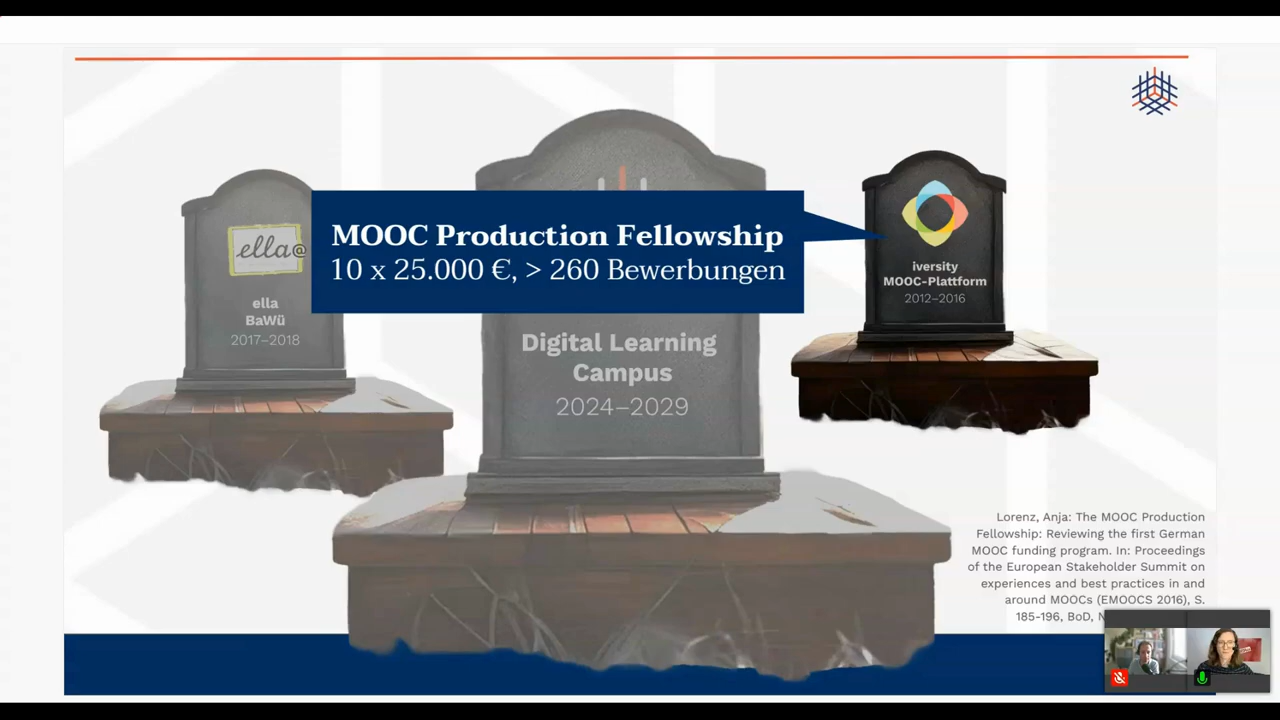 MOOC Production Fellowship
10 x 25.000 €, > 260 Bewerbungen
ella@
ella
BaWü
2017–2018
Digital Learning
Campus
2024–2029
iversity
MOOC-Plattform
2012–2016
Lorenz, Anja: The MOOC Production
Fellowship: Reviewing the first German
MOOC funding program. In: Proceedings
of the European Stakeholder Summit on
experiences and best practices in and
around MOOCs (EMOOCS 2016), S.
185-196, BoD,